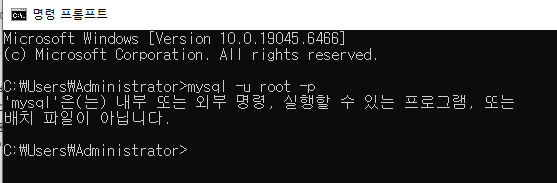 명령 프롬프트
Microsoft Windows [Version 10.0.19045.6466]
(c) Microsoft Corporation. All rights reserved.
C:₩Users₩Administrator>mysql -u root -p
'mysql'은(는) 내부 또는 외부 명령, 실행할 수 있는 프로그램, 또는
배치 파일이 아닙니다.
C:₩Users₩Administrator>